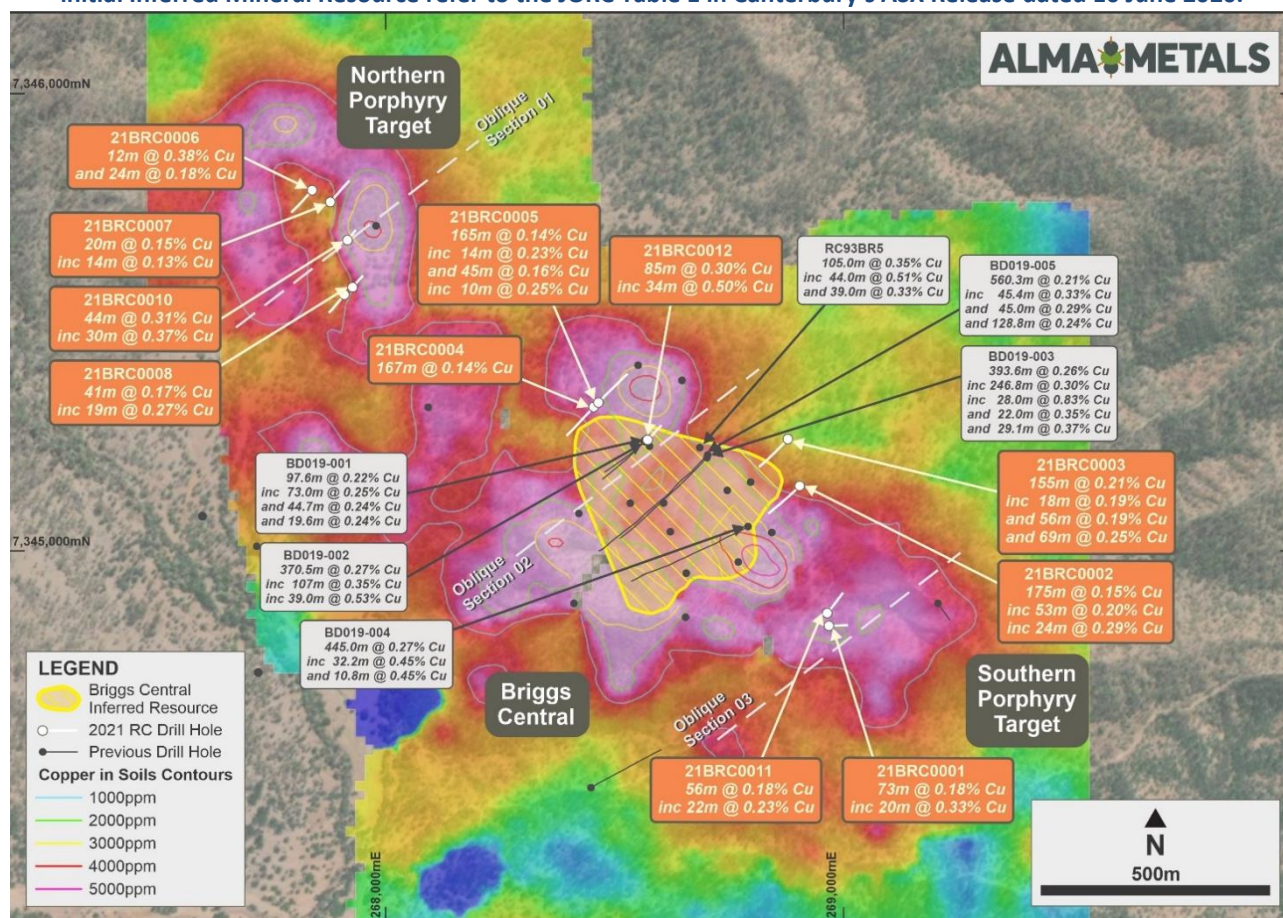 Initial Inferred Mineral Resource refer to the JORC Table 1 in Canterbury's ASX Release dated 18 June 2020.
ALMA METALS
7,346,000mN
Northern
Porphyry
Target
Oblique
Section 01
21BRC0006
12m @ 0.38% Cu
and 24m @ 0.18% Cu
21BRC0007
20m @ 0.15% Cu
inc 14m @ 0.13% Cu
21BRC0010
44m @ 0.31% Cu
inc 30m @ 0.37% Cu
21BRC0008
41m @ 0.17% Cu
inc 19m @ 0.27% Cu
21BRC0005
165m @ 0.14% Cu
inc 14m @ 0.23% Cu
and 45m @ 0.16% Cu
inc 10m @ 0.25% Cu
21BRC0004
167m @ 0.14% Cu
21BRC0012
85m @ 0.30% Cu
inc 34m @ 0.50% Cu
RC93BR5
105.0m @ 0.35% Cu
inc 44.0m @ 0.51% Cu
and 39.0m @ 0.33% Cu
BD019-005
560.3m @ 0.21% Cu
inc 45.4m @ 0.33% Cu
and 45.0m @ 0.29% Cu
and 128.8m @ 0.24% Cu
BD019-003
393.6m @ 0.26% Cu
inc 246.8m @ 0.30% Cu
inc 28.0m @ 0.83% Cu
and 22.0m @ 0.35% Cu
and 29.1m @ 0.37% Cu
21BRC0003
155m @ 0.21% Cu
inc 18m @ 0.19% Cu
and 56m @ 0.19% Cu
and 69m @ 0.25% Cu
21BRC0002
175m @ 0.15% Cu
inc 53m @ 0.20% Cu
inc 24m @ 0.29% Cu
BD019-001
97.6m @ 0.22% Cu
inc 73.0m @ 0.25% Cu
and 44.7m @ 0.24% Cu
and 19.6m @ 0.24% Cu
7,345,000mN
BD019-002
370.5m @ 0.27% Cu
inc 107m @ 0.35% Cu
inc 39.0m @ 0.53% Cu
Oblique
Section 02
BD019-004
445.0m @ 0.27% Cu
inc 32.2m @ 0.45% Cu
and 10.8m @ 0.45% Cu
Briggs
Central
Oblique
Section 03
Southern
Porphyry
Target
21BRC0011
56m @ 0.18% Cu
inc 22m @ 0.23% Cu
21BRC0001
73m @ 0.18% Cu
inc 20m @ 0.33% Cu
LEGEND
Briggs Central
Inferred Resource
2021 RC Drill Hole
Previous Drill Hole
Copper in Soils Contours
1000ppm
2000ppm
3000ppm
4000ppm
5000ppm
268,000mE
269,000mE
N
500m